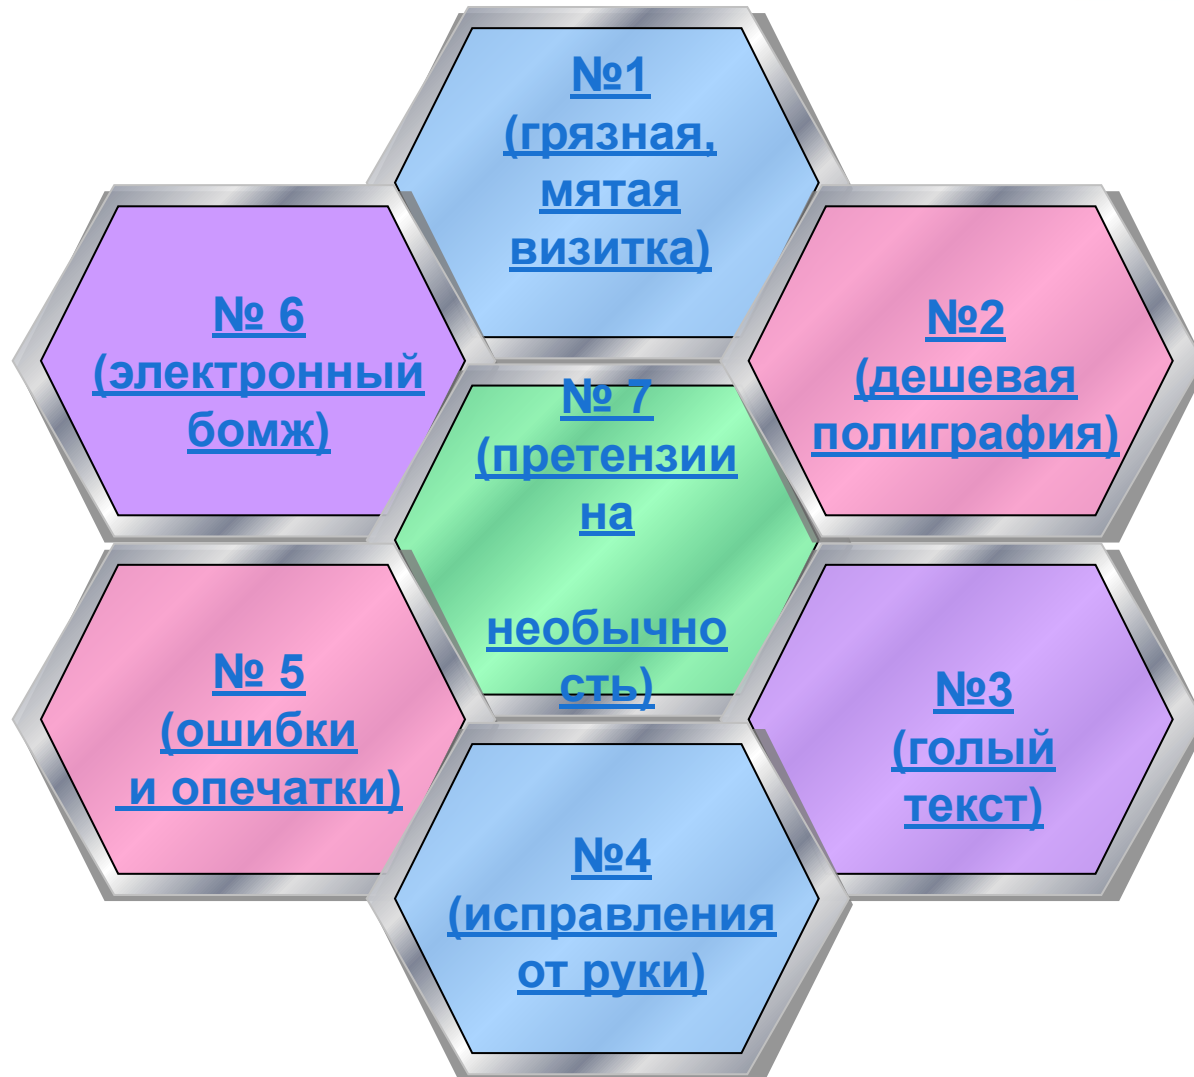 №1
(грязная,
мятая
визитка)
№2
(дешевая
полиграфия)
№3
(голый
текст)
№4
(исправления
от руки)
№ 5
(ошибки
и опечатки)
№ 6
(электронный
бомж)
№ 7
(претензии
на
необычно
сть)